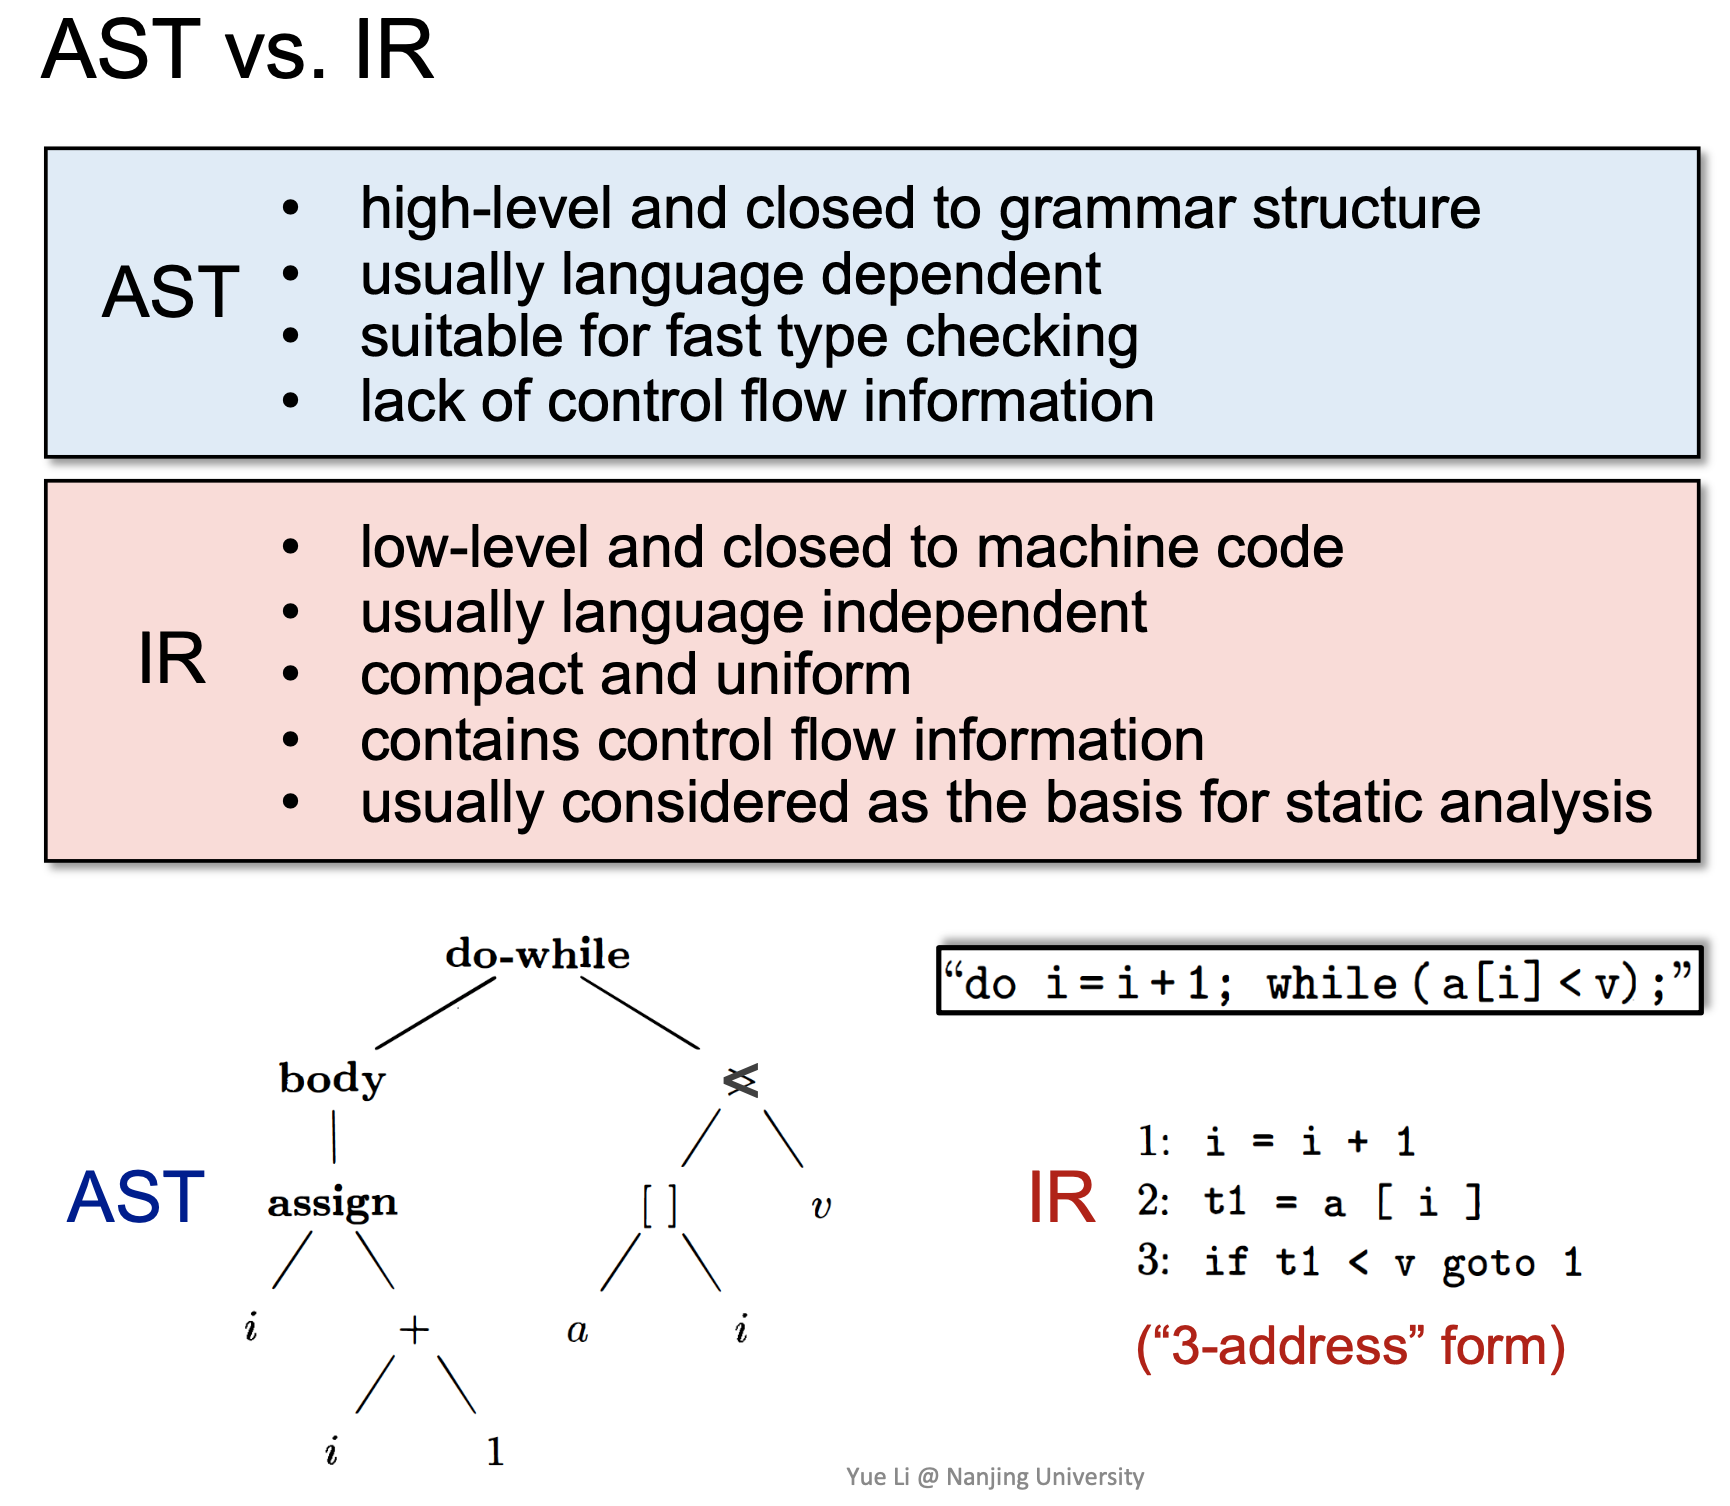 AST vs. IR
AST
• high-level and closed to grammar structure
• usually language dependent
• suitable for fast type checking
• lack of control flow information
IR
• low-level and closed to machine code
• usually language independent
• compact and uniform
• contains control flow information
• usually considered as the basis for static analysis
do-while
body <
assign [ ] v
i + a i
i 1
AST
“do i=i+1; while(a[i]<v);”
IR
1: i = i + 1
2: t1 = a [ i ]
3: if t1 < v goto 1
(“3-address” form)
Yue Li @ Nanjing University